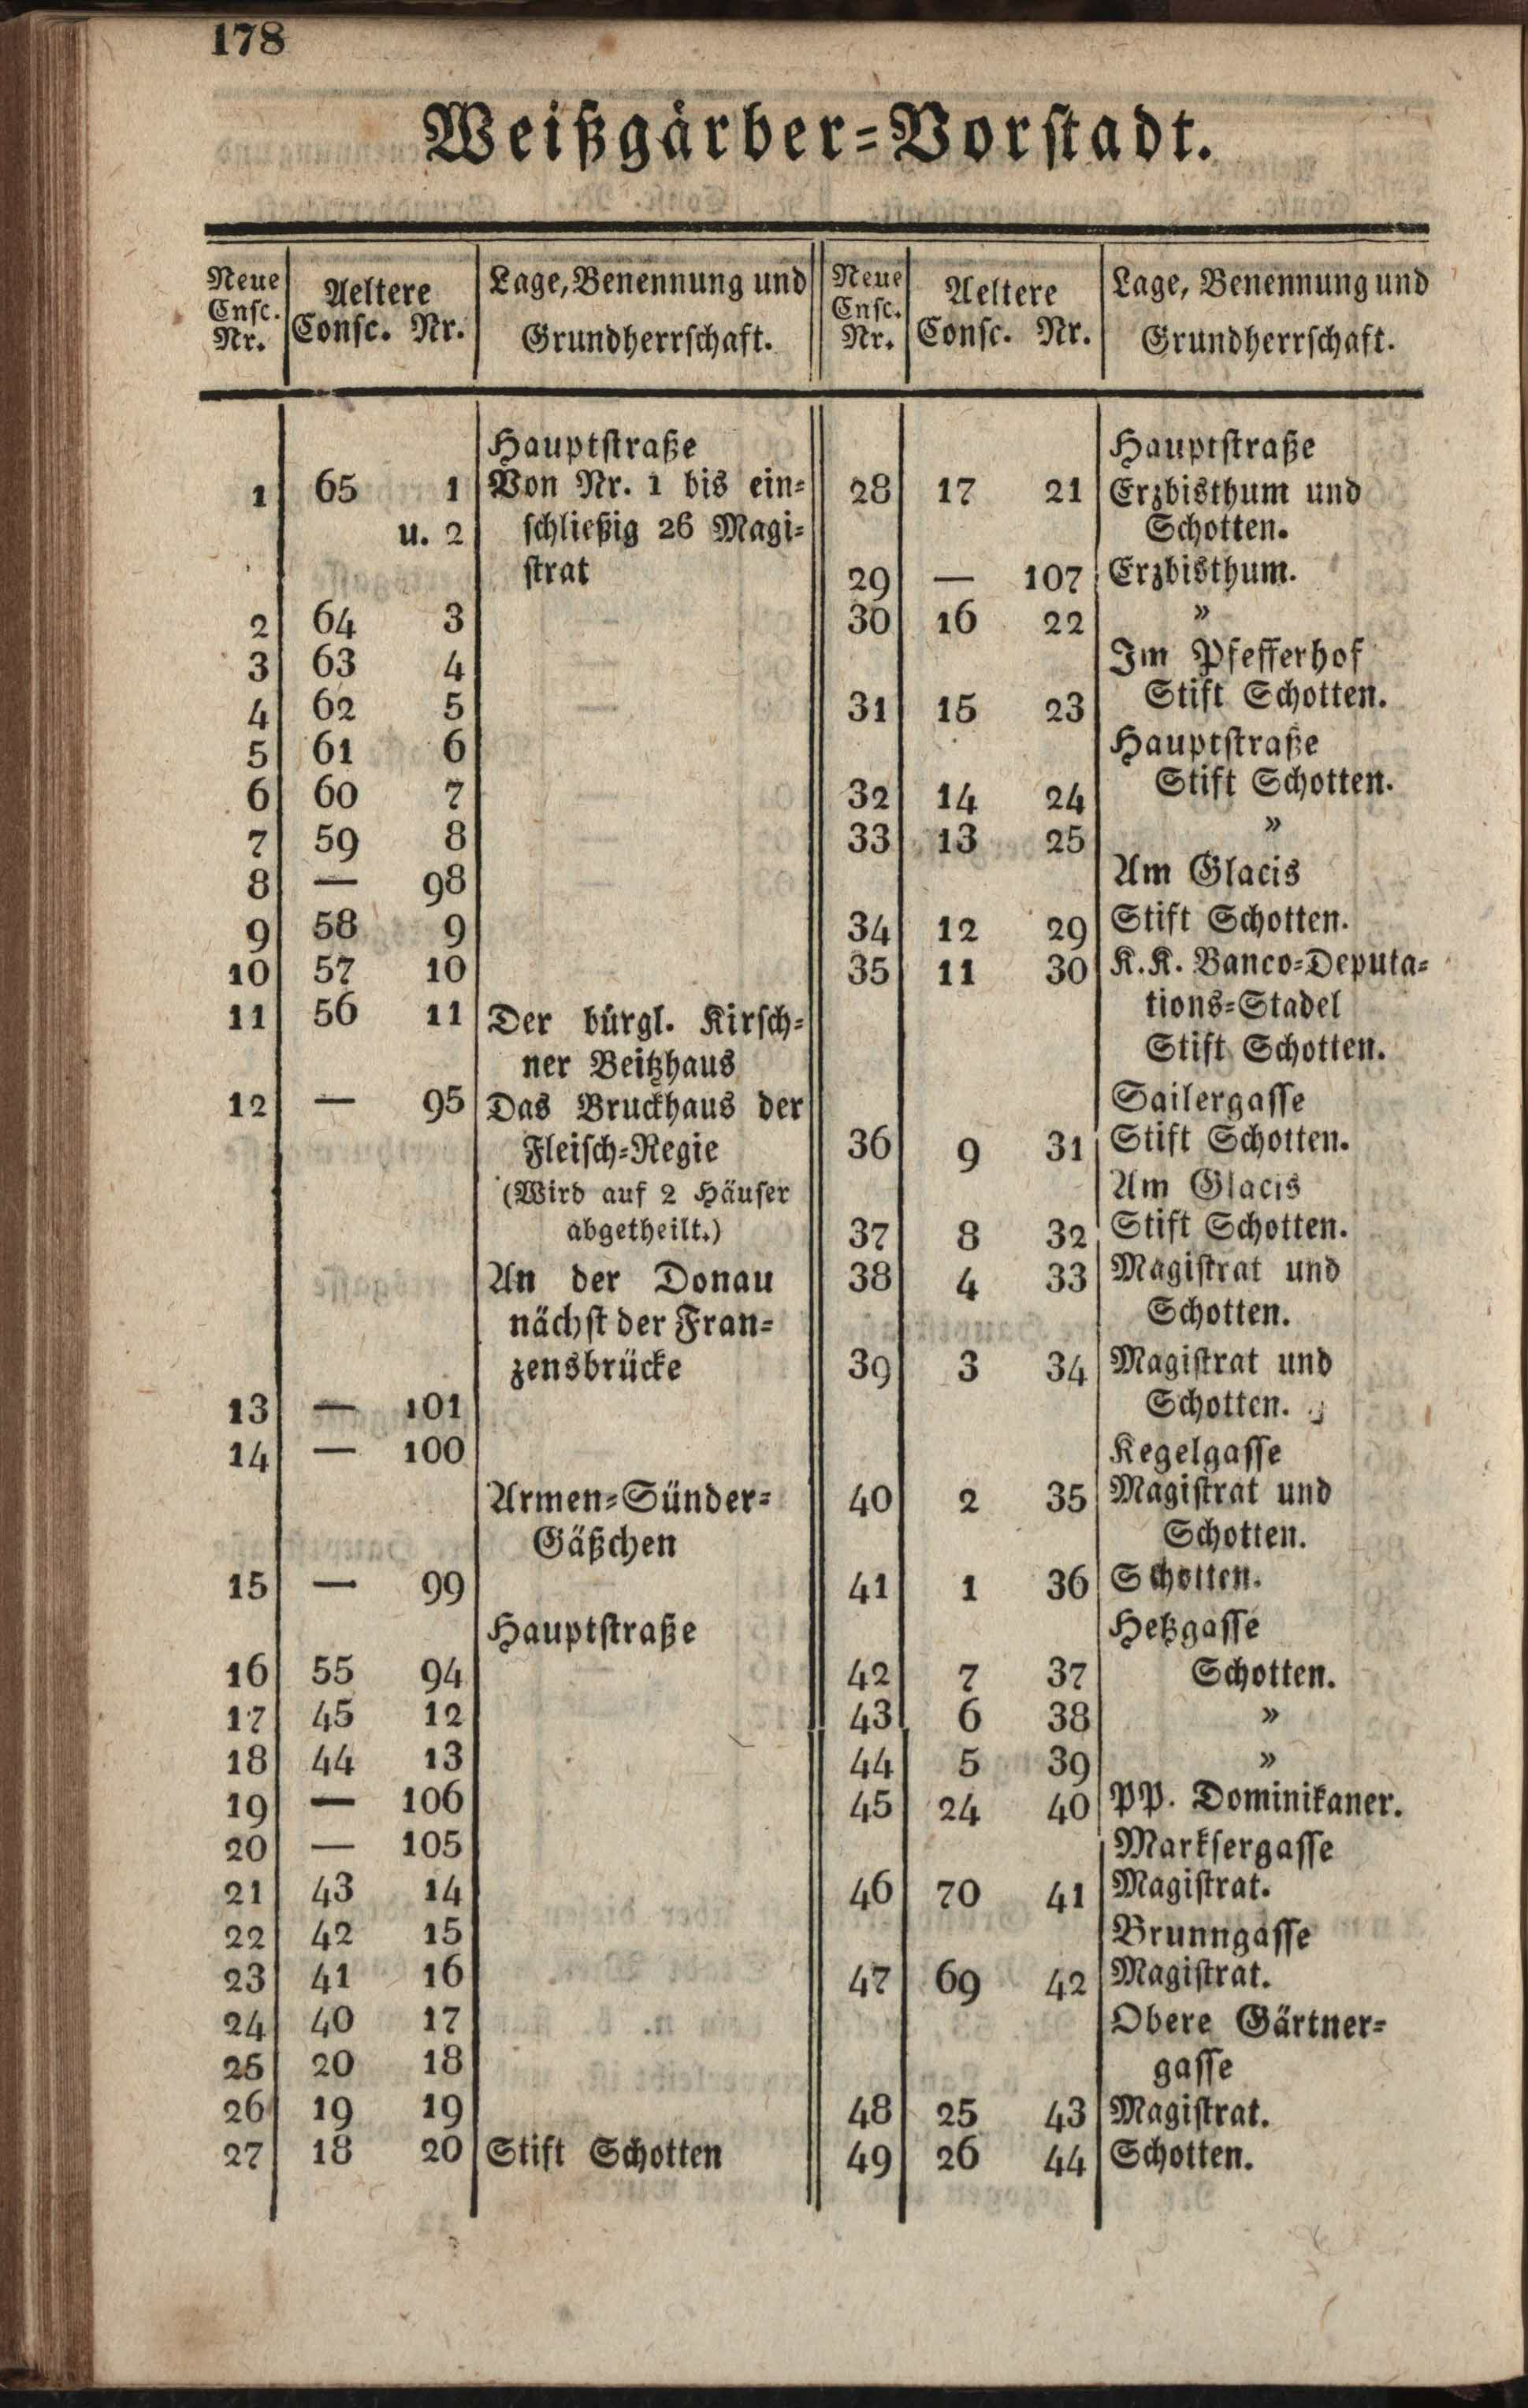 178
Weißgärber-Vorstadt.
Neue Ensc. Nr. Aeltere Consc. Nr. Lage, Benennung und Grundherrschaft.
Hauptstraße
1 65 1 Von Nr. 1 bis ein-
u. 2 schließig 26 Magi-
strat
2 64 3
3 63 4
4 62 5
5 61 6
6 60 7
7 59 8
8 — 98
9 58 9
10 57 10
11 56 11 Der bürgl. Kirsch-
ner Beitzhaus
12 — 95 Das Bruckhaus der
Fleisch-Regie
(Wird auf 2 Häuser
abgetheilt.)
An der Donau
nächst der Fran-
zensbrücke
13 — 101
14 — 100
Armen-Sünder-
Gäßchen
15 — 99
Hauptstraße
16 55 94
17 45 12
18 44 13
19 — 106
20 — 105
21 43 14
22 42 15
23 41 16
24 40 17
25 20 18
26 19 19
27 18 20 Stift Schotten
Neue Ensc. Nr. Aeltere Consc. Nr. Lage, Benennung und Grundherrschaft.
Hauptstraße
28 17 21 Erzbisthum und
Schotten.
29 — 107 Erzbisthum.
30 16 22 »
Im Pfefferhof
31 15 23 Stift Schotten.
Hauptstraße
32 14 24 Stift Schotten.
33 13 25 »
Am Glacis
34 12 29 Stift Schotten.
35 11 30 K. K. Banco-Deputa-
tions-Stadel
Stift Schotten.
Sailergasse
36 9 31 Stift Schotten.
Am Glacis
37 8 32 Stift Schotten.
38 4 33 Magistrat und
Schotten.
39 3 34 Magistrat und
Schotten.
Kegelgasse
40 2 35 Magistrat und
Schotten.
41 1 36 Schotten.
Hetzgasse
42 7 37 Schotten.
43 6 38 »
44 5 39 »
45 24 40 PP. Dominikaner.
Marksergasse
46 70 41 Magistrat.
Brunngasse
47 69 42 Magistrat.
Obere Gärtner-
gasse
48 25 43 Magistrat.
49 26 44 Schotten.